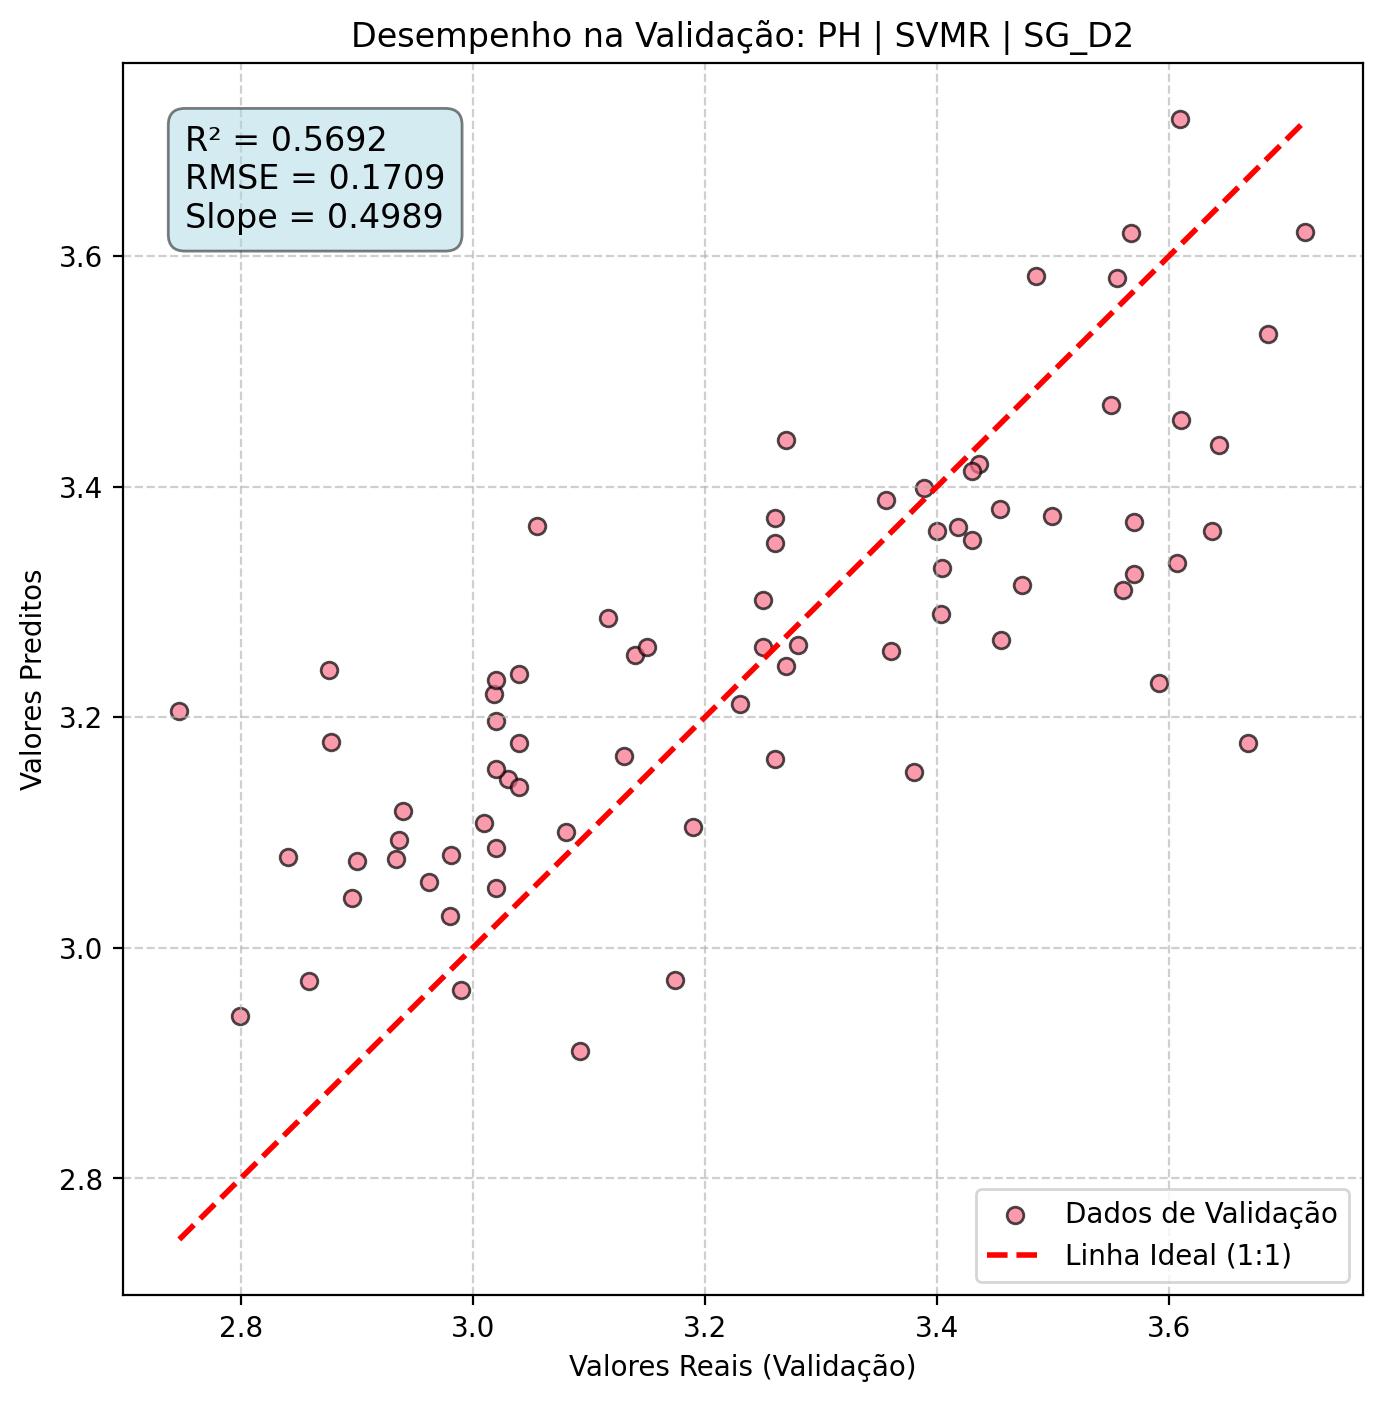 Desempenho na Validação: PH | SVMR | SG_D2
R² = 0.5692
RMSE = 0.1709
Slope = 0.4989
3.6
3.4
3.2
3.0
2.8
Valores Preditos
Dados de Validação
Linha Ideal (1:1)
2.8 3.0 3.2 3.4 3.6
Valores Reais (Validação)